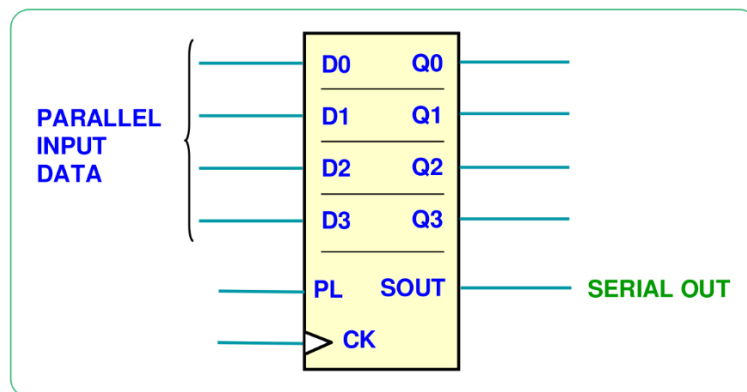 PARALLEL
INPUT
DATA
D0 Q0
D1 Q1
D2 Q2
D3 Q3
PL SOUT
CK
SERIAL OUT